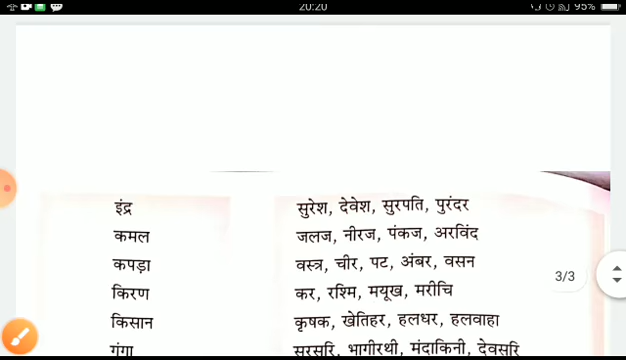 20:20 95%
इंद्र सुरेश, देवेश, सुरपति, पुरंदर
कमल जलज, नीरज, पंकज, अरविंद
कपड़ा वस्त्र, चीर, पट, अंबर, वसन
3/3
किरण कर, रश्मि, मयूख, मरीचि
किसान कृषक, खेतिहर, हलधर, हलवाहा
गंगा सुरसरि, भागीरथी, मंदाकिनी, देवसरि